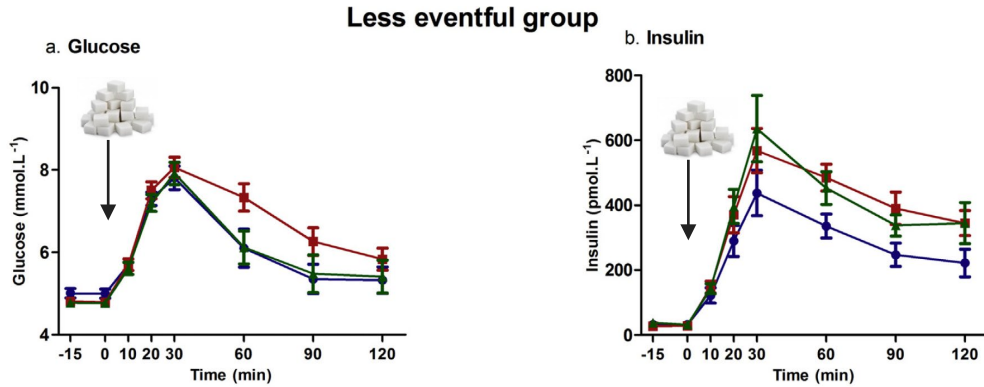 Less eventful group
a. Glucose
b. Insulin
Glucose (mmol.L⁻¹)
10
8
6
4
-15 0 10 20 30 60 90 120
Time (min)
Insulin (pmol.L⁻¹)
800
600
400
200
0
-15 0 10 20 30 60 90 120
Time (min)